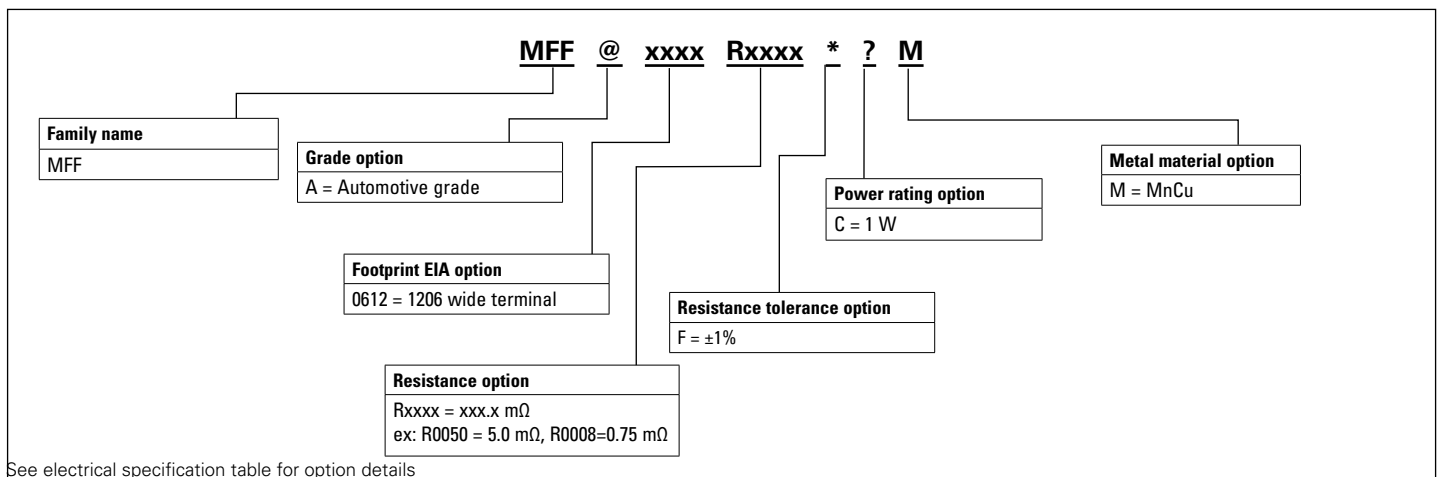 MFF @ xxxx Rxxxx * ? M
Family name
MFF
Grade option
A = Automotive grade
Footprint EIA option
0612 = 1206 wide terminal
Resistance option
Rxxxx = xxx.x mΩ
ex: R0050 = 5.0 mΩ, R0008=0.75 mΩ
Resistance tolerance option
F = ±1%
Power rating option
C = 1 W
Metal material option
M = MnCu
See electrical specification table for option details